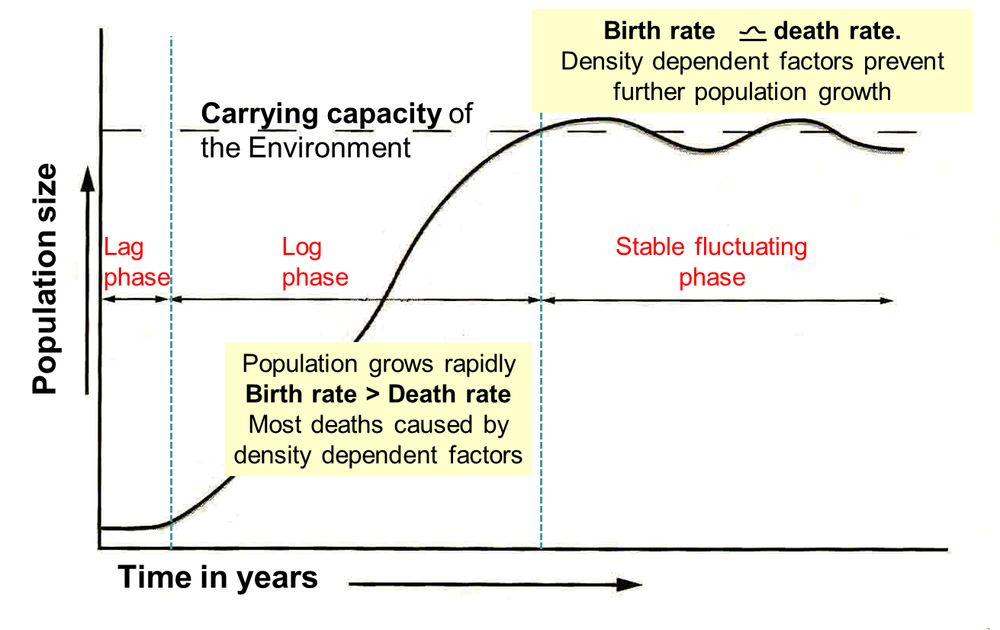 Birth rate ≏ death rate.
Density dependent factors prevent
further population growth
Carrying capacity of
the Environment
Population size
Lag
phase
Log
phase
Stable fluctuating
phase
Population grows rapidly
Birth rate > Death rate
Most deaths caused by
density dependent factors
Time in years